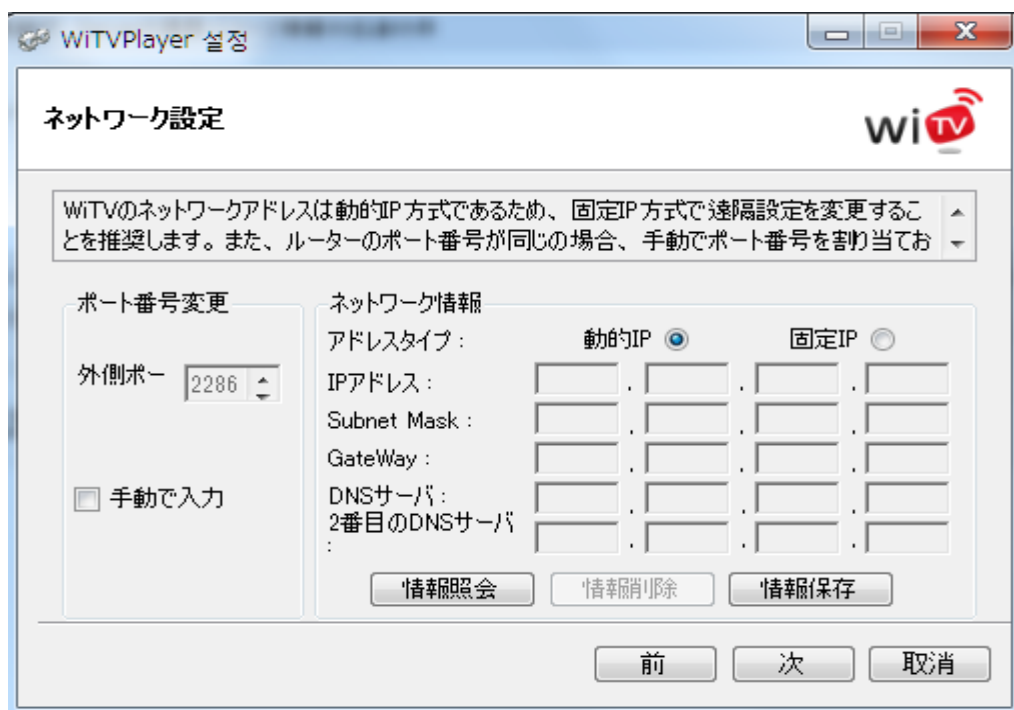 WiTVPlayer 설정
ネットワーク設定
wiTV
WiTVのネットワークアドレスは動的IP方式であるため、固定IP方式で遠隔設定を変更するこ
とを推奨します。また、ルーターのポート番号が同じの場合、手動でポート番号を割り当てお
ポート番号変更
外側ポー 2286
手動で入力
ネットワーク情報
アドレスタイプ : 動的IP 固定IP
IPアドレス : . . .
Subnet Mask : . . .
GateWay : . . .
DNSサーバ : . . .
2番目のDNSサーバ
: . . .
情報照会 情報削除 情報保存
前 次 取消